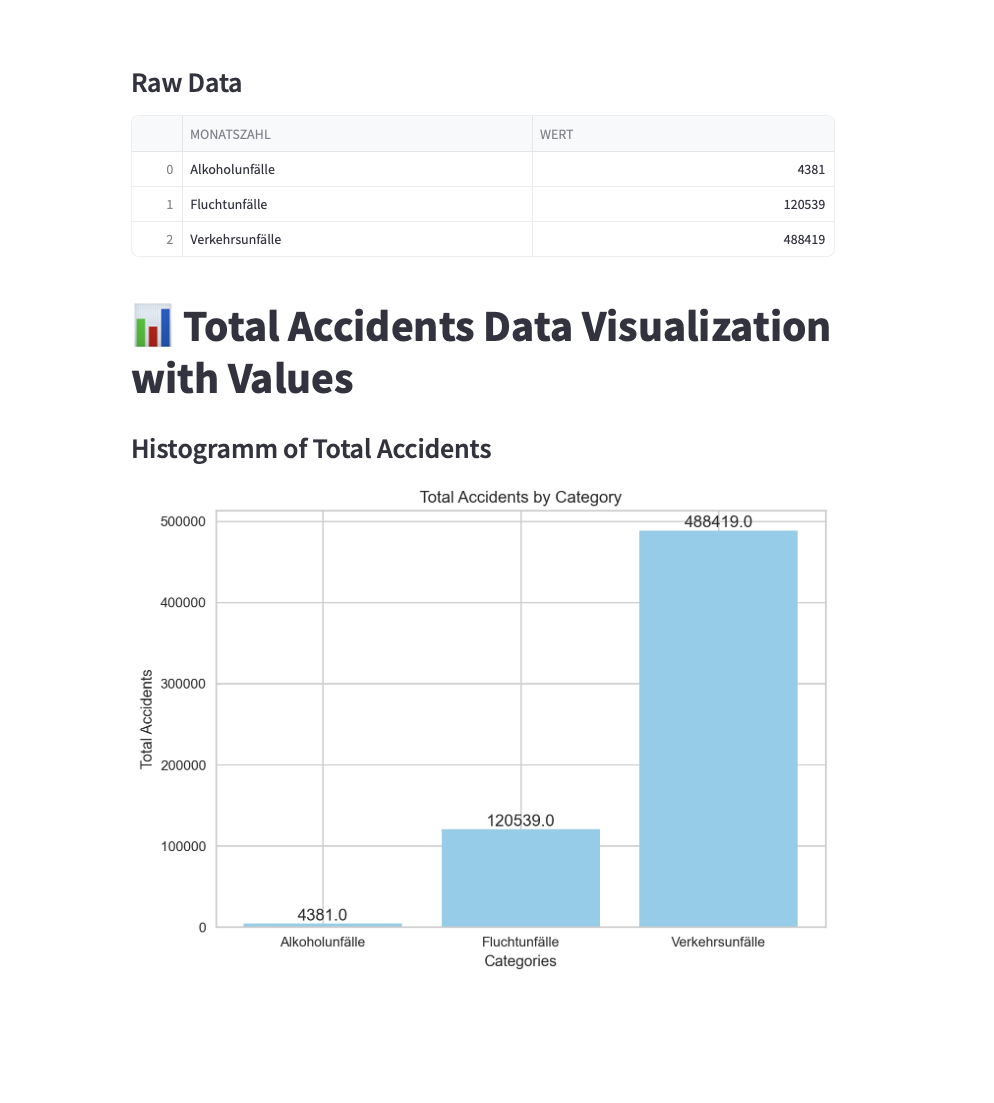 Raw Data
MONATSZAHL WERT
0 Alkoholunfälle 4381
1 Fluchtunfälle 120539
2 Verkehrsunfälle 488419
📊 Total Accidents Data Visualization
with Values
Histogramm of Total Accidents
Total Accidents by Category
Total Accidents
500000
400000
300000
200000
100000
0
488419.0
120539.0
4381.0
Alkoholunfälle Fluchtunfälle Verkehrsunfälle
Categories